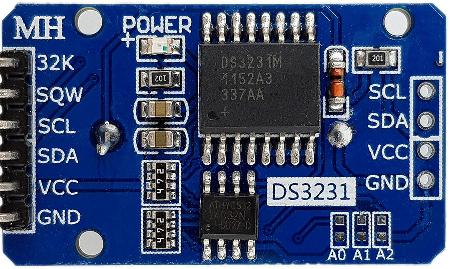 MH
POWER
+
32K
SQW
SCL
SDA
VCC
GND
102
472
472
DS3231M
1152A3
337AA
+
201
SCL
SDA
VCC
GND
DS3231
A0 A1 A2